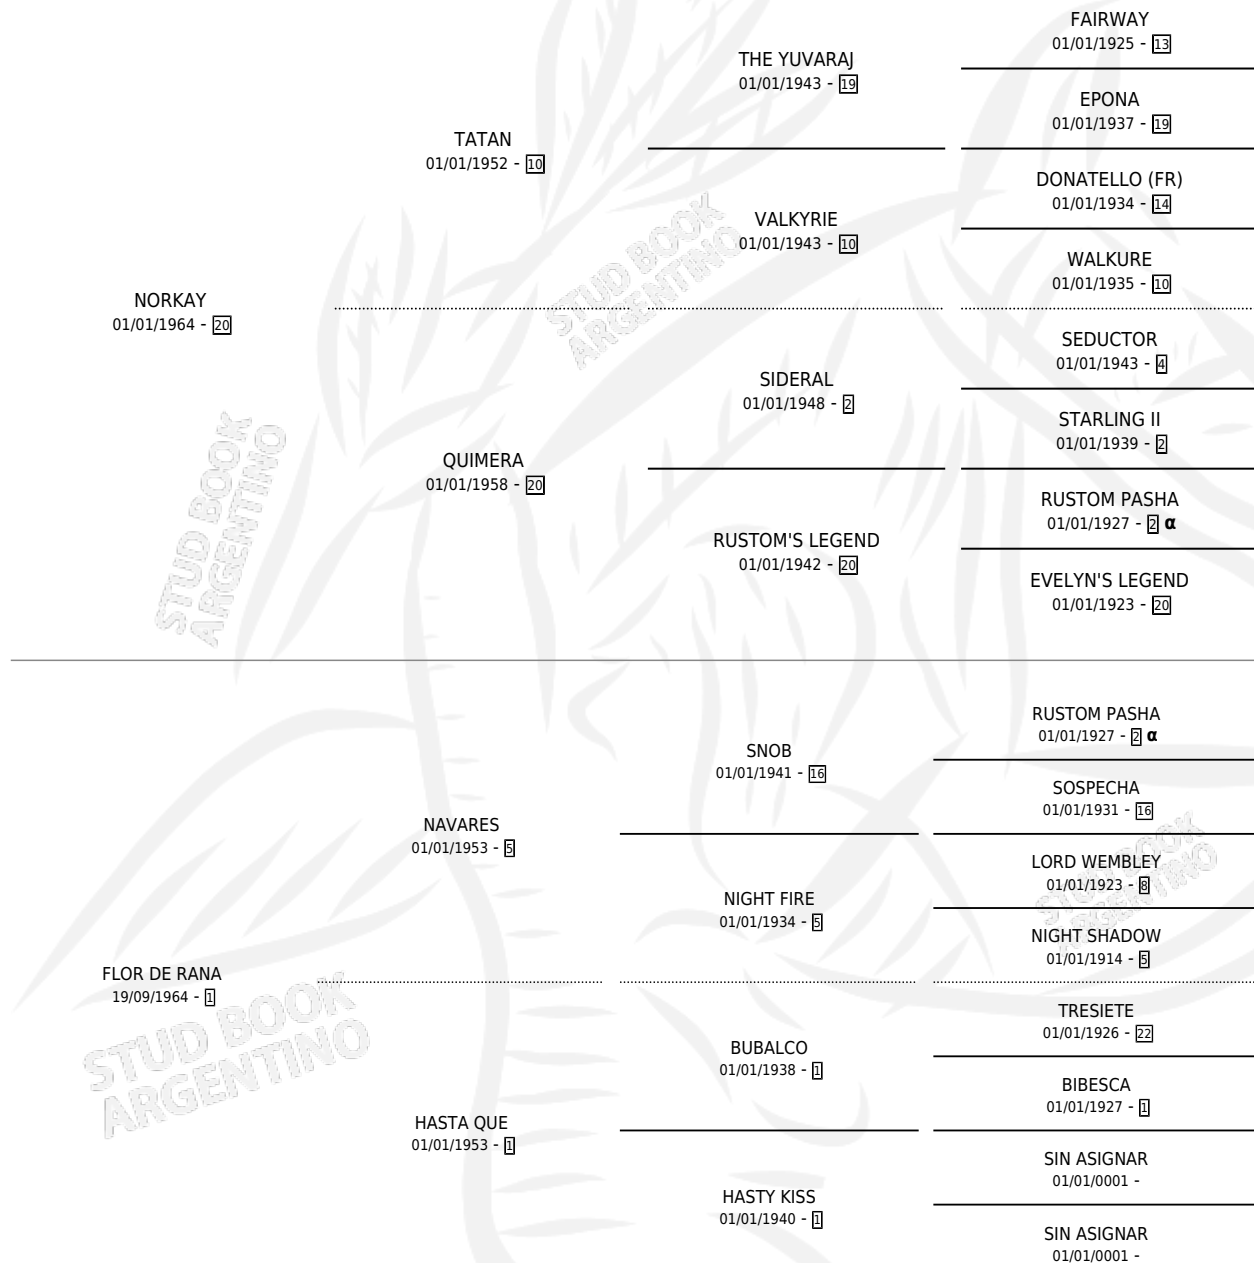 FAIRWAY
01/01/1925 - 13
THE YUVARAJ
01/01/1943 - 19
EPONA
01/01/1937 - 19
TATAN
01/01/1952 - 10
DONATELLO (FR)
01/01/1934 - 14
VALKYRIE
01/01/1943 - 10
WALKURE
01/01/1935 - 10
STUD BOOK
ARGENTINO
NORKAY
01/01/1964 - 20
SEDUCTOR
01/01/1943 - 4
SIDERAL
01/01/1948 - 2
STARLING II
01/01/1939 - 2
QUIMERA
01/01/1958 - 20
RUSTOM PASHA
01/01/1927 - 2 α
RUSTOM'S LEGEND
01/01/1942 - 20
EVELYN'S LEGEND
01/01/1923 - 20
STUD BOOK
ARGENTINO
RUSTOM PASHA
01/01/1927 - 2 α
SNOB
01/01/1941 - 16
SOSPECHA
01/01/1931 - 16
NAVARES
01/01/1953 - 5
LORD WEMBLEY
01/01/1923 - 8
NIGHT FIRE
01/01/1934 - 5
NIGHT SHADOW
01/01/1914 - 5
STUD BOOK
ARGENTINO
FLOR DE RANA
19/09/1964 - 1
TRESIETE
01/01/1926 - 22
BUBALCO
01/01/1938 - 1
BIBESCA
01/01/1927 - 1
STUD BOOK
ARGENTINO
HASTA QUE
01/01/1953 - 1
SIN ASIGNAR
01/01/0001 -
HASTY KISS
01/01/1940 - 1
SIN ASIGNAR
01/01/0001 -